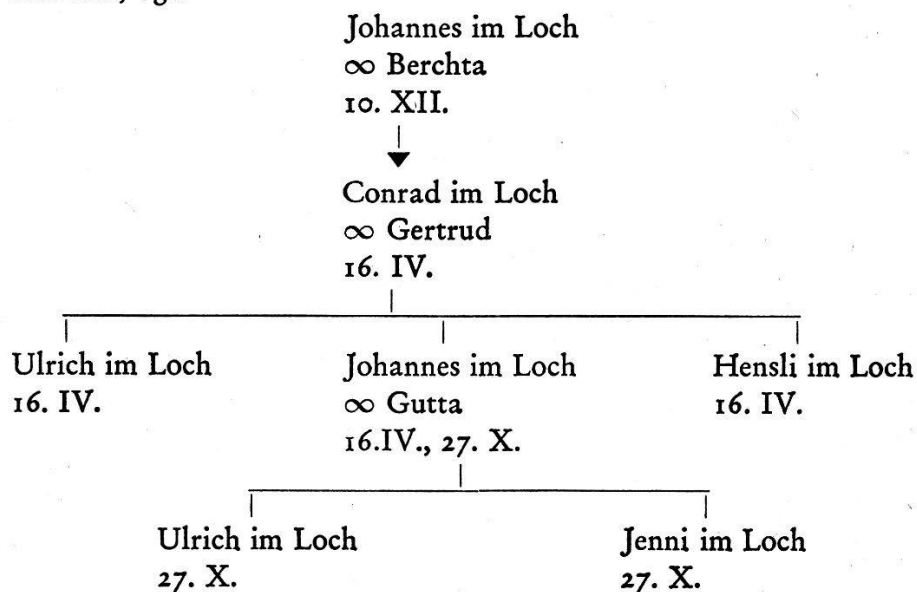 Johannes im Loch
∞ Berchta
10. XII.
Conrad im Loch
∞ Gertrud
16. IV.
Ulrich im Loch
16. IV.
Johannes im Loch
∞ Gutta
16.IV., 27. X.
Hensli im Loch
16. IV.
Ulrich im Loch
27. X.
Jenni im Loch
27. X.